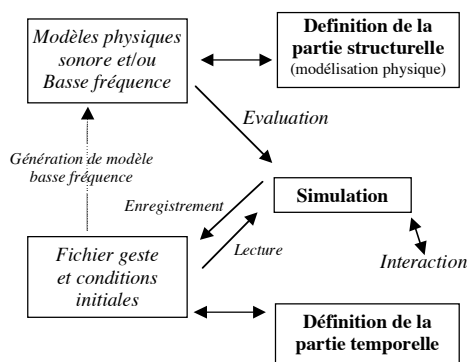 Modèles physiques
sonore et/ou
Basse fréquence
Definition de la
partie structurelle
(modélisation physique)
Evaluation
Génération de modèle
basse fréquence
Enregistrement
Simulation
Lecture
Interaction
Fichier geste
et conditions
initiales
Définition de la
partie temporelle